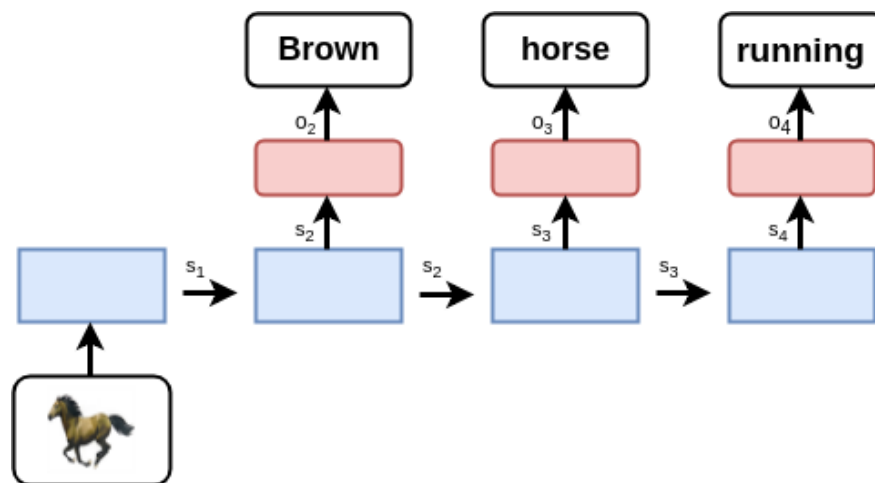 Brown horse running
o₂ o₃ o₄
s₂ s₃ s₄
s₁ s₂ s₃